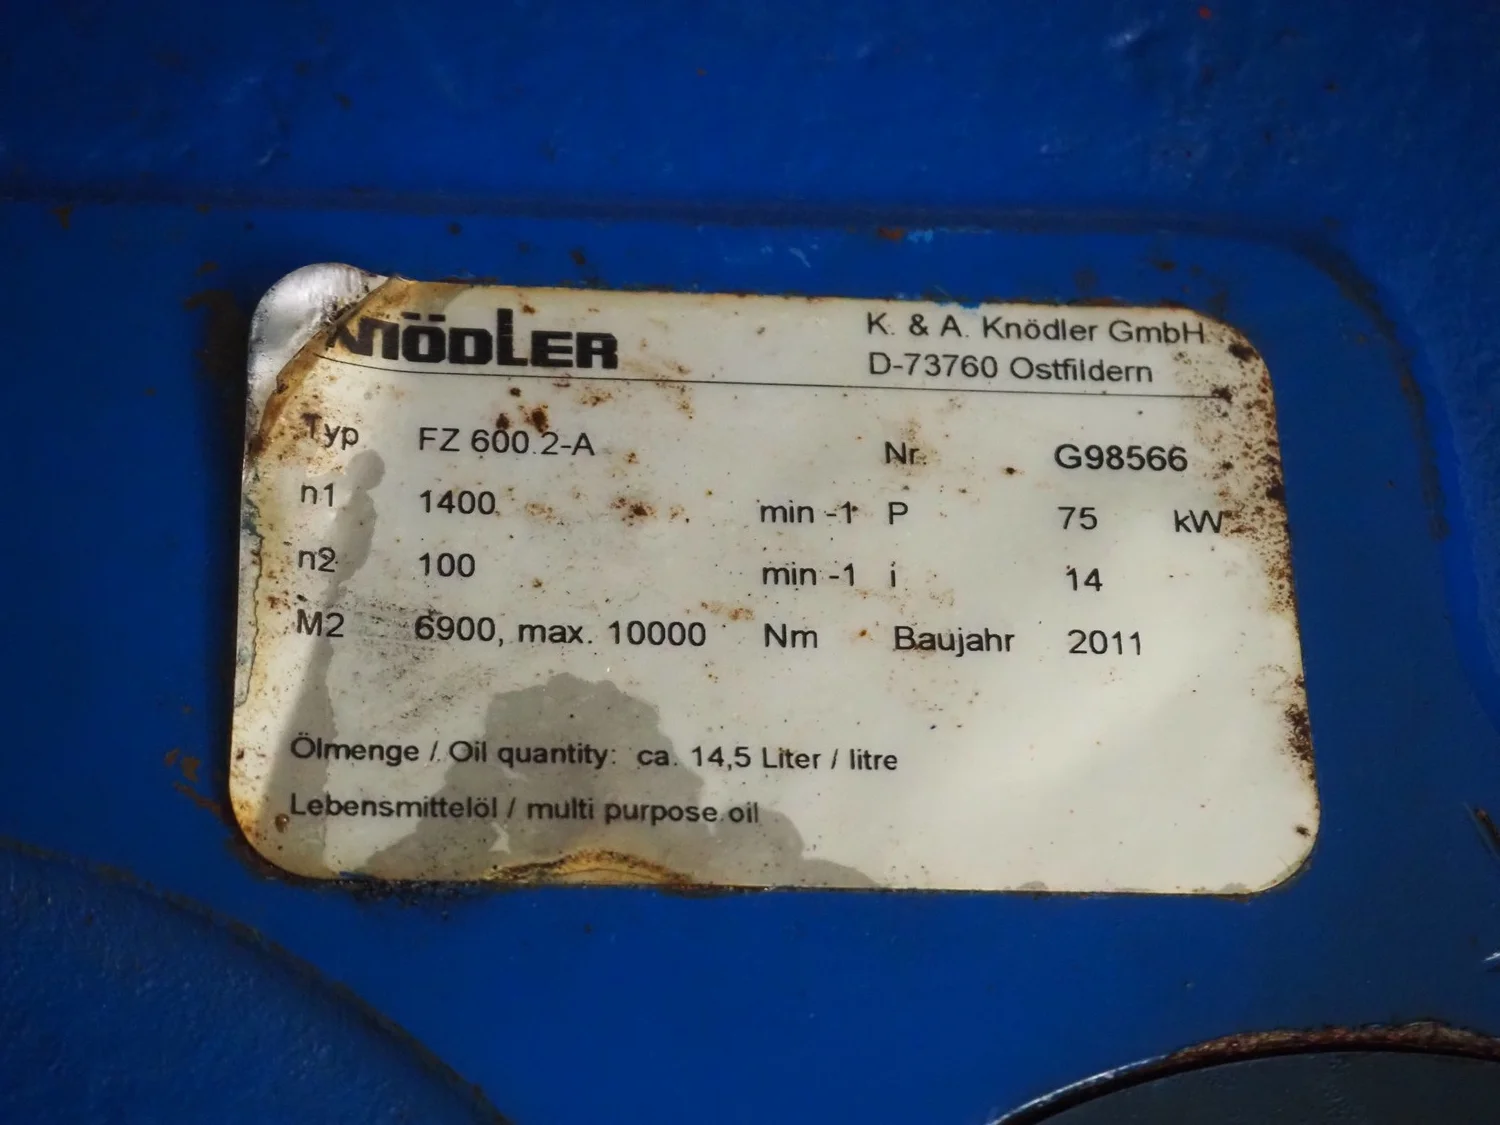 KNÖDLER
K. & A. Knödler GmbH
D-73760 Ostfildern
Typ FZ 600.2-A Nr. G98566
n1 1400 min -1 P 75 kW
n2 100 min -1 i 14
M2 6900, max. 10000 Nm Baujahr 2011
Ölmenge / Oil quantity: ca. 14,5 Liter / litre
Lebensmittelöl / multi purpose oil